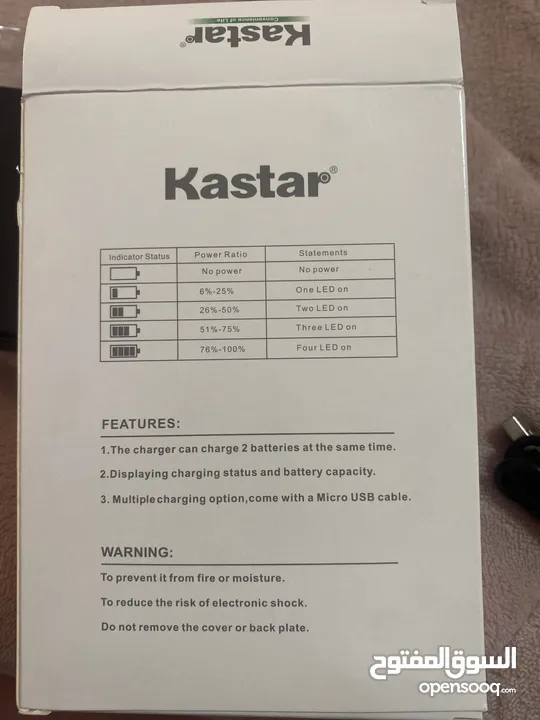 Kastar®
Convenience of Life
Kastar®
Indicator Status Power Ratio Statements
No power No power
6%-25% One LED on
26%-50% Two LED on
51%-75% Three LED on
76%-100% Four LED on
FEATURES:
1.The charger can charge 2 batteries at the same time.
2.Displaying charging status and battery capacity.
3. Multiplecharging option,come with a Micro USB cable.
WARNING:
To prevent it from fire or moisture.
To reduce the risk of electronic shock.
Do not remove the cover or back plate.
السوق المفتوح
opensooq.com